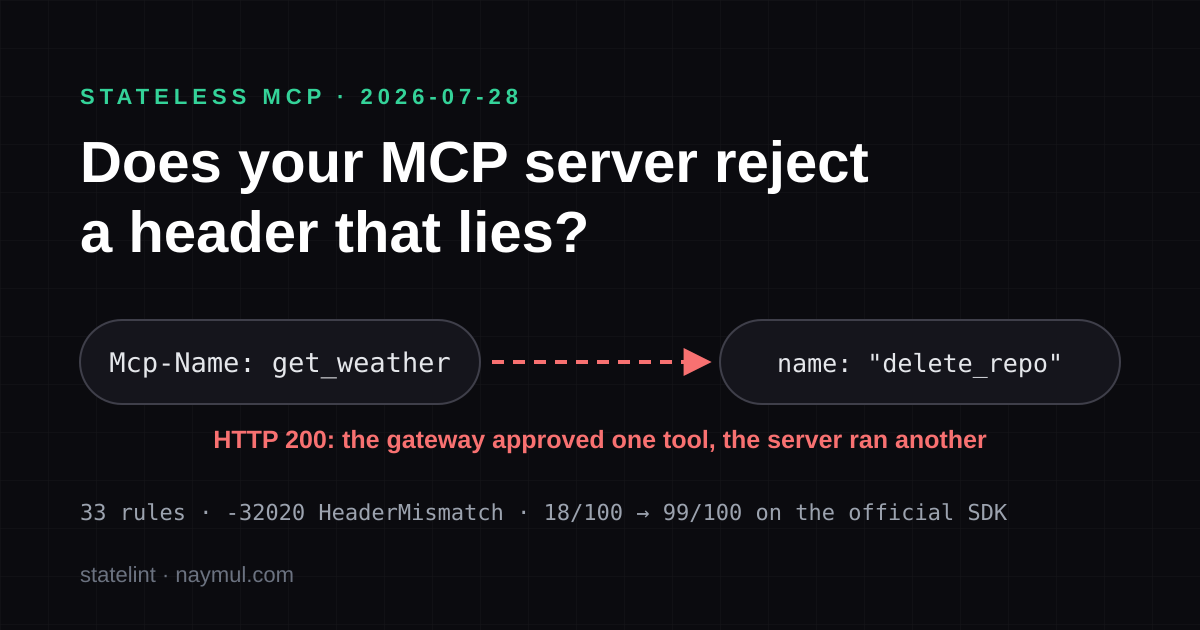 STATELESS MCP · 2026-07-28
Does your MCP server reject
a header that lies?
Mcp-Name: get_weather
name: "delete_repo"
HTTP 200: the gateway approved one tool, the server ran another
33 rules · -32020 HeaderMismatch · 18/100 → 99/100 on the official SDK
statelint · naymul.com